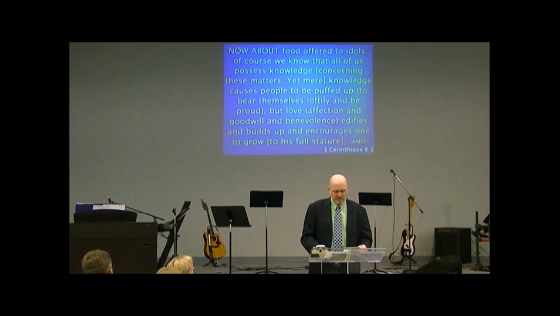 NOW ABOUT food offered to idols:
of course we know that all of us
possess knowledge [concerning
these matters. Yet mere] knowledge
causes people to be puffed up (to
bear themselves loftily and be
proud), but love (affection and
goodwill and benevolence) edifies
and builds up and encourages one
to grow [to his full stature]. AMP
1 Corinthians 8:1